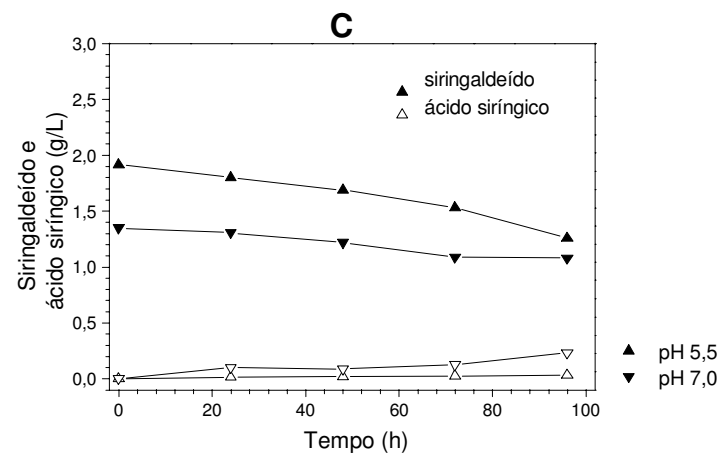 C
3,0
2,5
2,0
1,5
1,0
0,5
0,0
Siringaldeído e
ácido siríngico (g/L)
siringaldeído
ácido siríngico
0
20
40
60
80
100
Tempo (h)
pH 5,5
pH 7,0